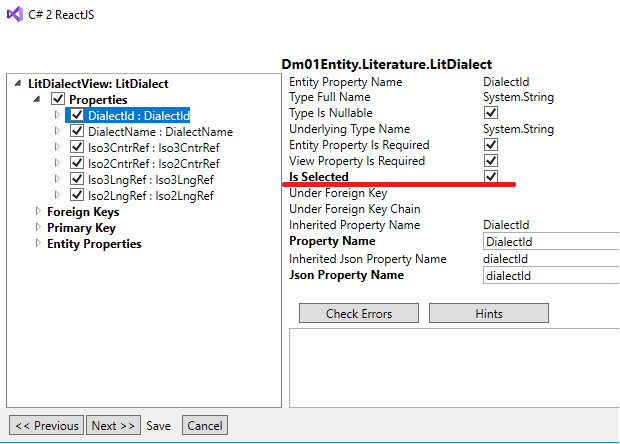 C# 2 ReactJS
Dm01Entity.Literature.LitDialect
LitDialectView: LitDialect
Properties
DialectId : DialectId
DialectName : DialectName
Iso3CntrRef : Iso3CntrRef
Iso2CntrRef : Iso2CntrRef
Iso3LngRef : Iso3LngRef
Iso2LngRef : Iso2LngRef
Foreign Keys
Primary Key
Entity Properties
Entity Property Name DialectId
Type Full Name System.String
Type Is Nullable
Underlying Type Name System.String
Entity Property Is Required
View Property Is Required
Is Selected
Under Foreign Key
Under Foreign Key Chain
Inherited Property Name DialectId
Property Name DialectId
Inherited Json Property Name dialectId
Json Property Name dialectId
Check Errors Hints
<< Previous Next >> Save Cancel